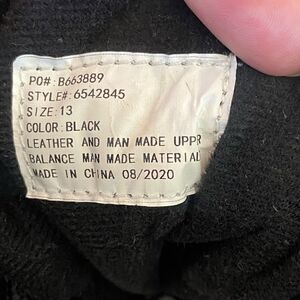 PO#: B663889
STYLE#: 6542845
SIZE: 13
COLOR: BLACK
LEATHER AND MAN MADE UPPR
BALANCE MAN MADE MATERIAL
MADE IN CHINA 08/2020